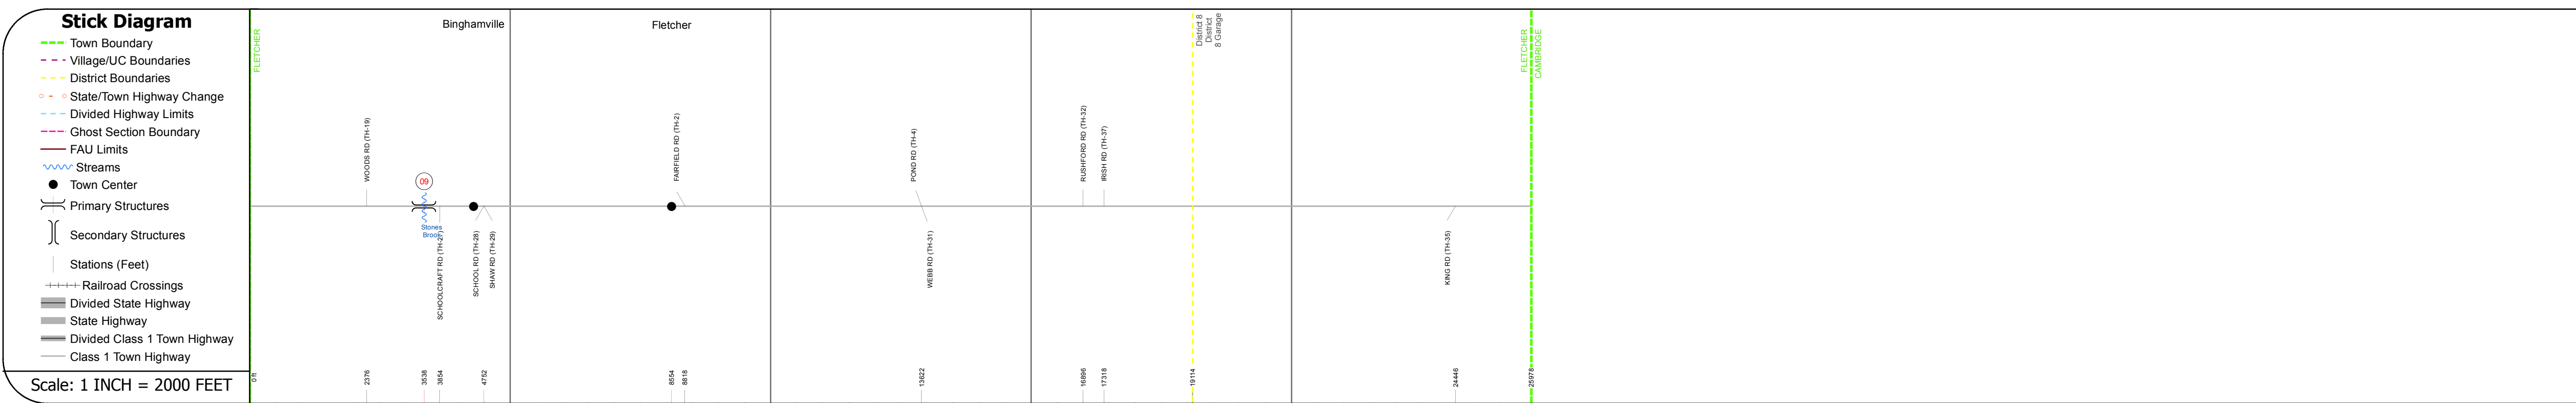 Stick Diagram
Town Boundary
Village/UC Boundaries
District Boundaries
State/Town Highway Change
Divided Highway Limits
Ghost Section Boundary
FAU Limits
Streams
Town Center
Primary Structures
Secondary Structures
Stations (Feet)
Railroad Crossings
Divided State Highway
State Highway
Divided Class 1 Town Highway
Class 1 Town Highway
Scale: 1 INCH = 2000 FEET
FLETCHER
Binghamville
Fletcher
District 8
District
8 Garage
FLETCHER
CAMBRIDGE
WOODS RD (TH-19)
09
Stones
Brook
SCHOOLCRAFT RD (TH-27)
SCHOOL RD (TH-28)
SHAW RD (TH-29)
FAIRFIELD RD (TH-2)
POND RD (TH-4)
WEBB RD (TH-31)
RUSHFORD RD (TH-32)
IRISH RD (TH-37)
KING RD (TH-35)
0 ft
2376
3538
3854
4752
8554
8818
13622
16896
17318
19114
24446
25978